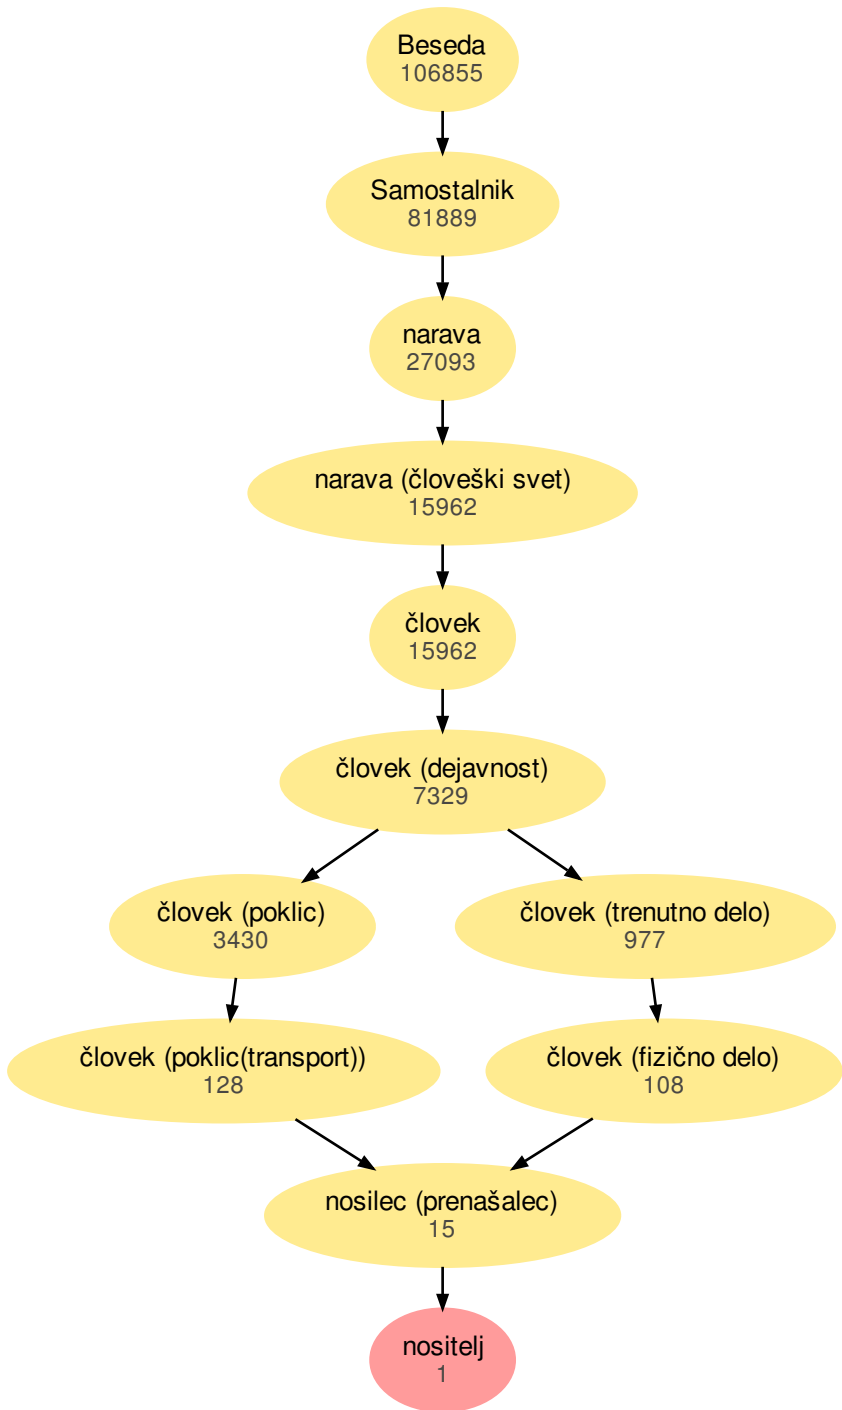 Beseda
106855
Samostalnik
81889
narava
27093
narava (človeški svet)
15962
človek
15962
človek (dejavnost)
7329
človek (poklic)
3430
človek (trenutno delo)
977
človek (poklic(transport))
128
človek (fizično delo)
108
nosilec (prenašalec)
15
nositelj
1